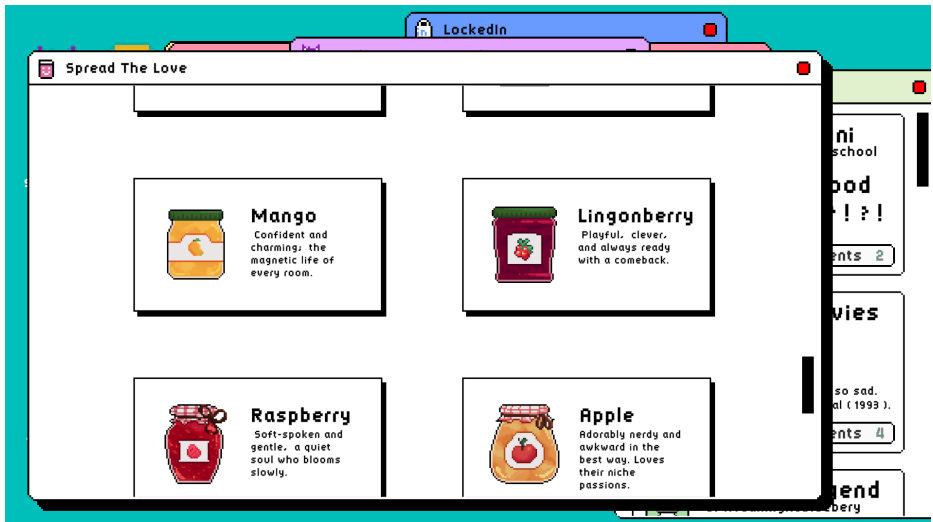 LockedIn
Spread The Love
Mango
Confident and
charming; the
magnetic life of
every room.
Lingonberry
Playful, clever,
and always ready
with a comeback.
Raspberry
Soft-spoken and
gentle, a quiet
soul who blooms
slowly.
Apple
Adorably nerdy and
awkward in the
best way. Loves
their niche
passions.
ni
school
ood
!?!
ents 2
vies
so sad.
al (1993).
ents 4
gend